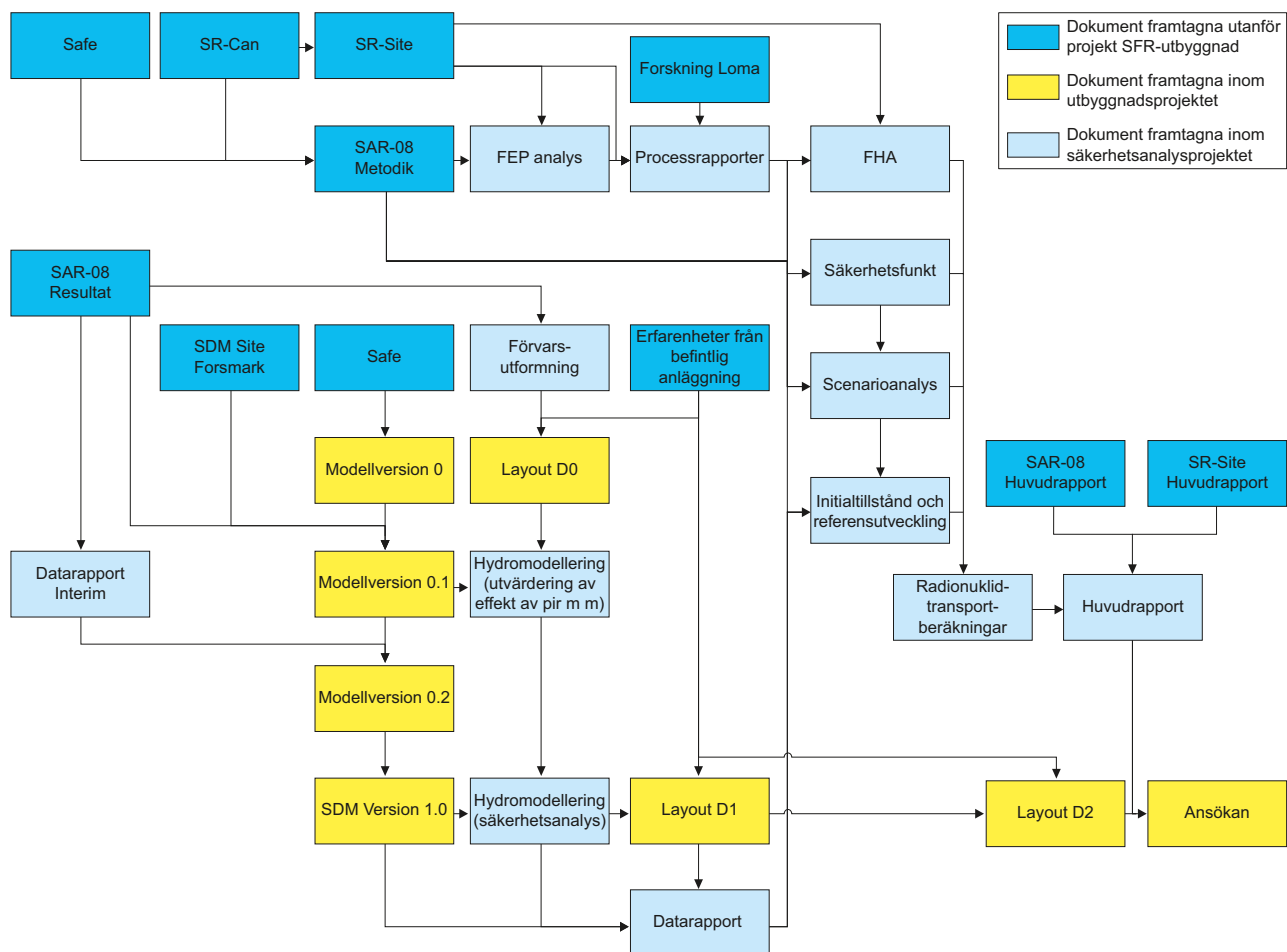 Safe
SR-Can
SR-Site
Forskning Loma
Dokument framtagna utanför
projekt SFR-utbyggnad
Dokument framtagna inom
utbyggnadsprojektet
Dokument framtagna inom
säkerhetsanalysprojektet
SAR-08
Metodik
FEP analys
Processrapporter
FHA
SAR-08
Resultat
Säkerhetsfunkt
SDM Site
Forsmark
Safe
Förvars-
utformning
Erfarenheter från
befintlig
anläggning
Scenarioanalys
Modellversion 0
Layout D0
SAR-08
Huvudrapport
SR-Site
Huvudrapport
Initialtillstånd och
referensutveckling
Datarapport
Interim
Modellversion 0.1
Hydromodellering
(utvärdering av
effekt av pir m m)
Radionuklid-
transport-
beräkningar
Huvudrapport
Modellversion 0.2
SDM Version 1.0
Hydromodellering
(säkerhetsanalys)
Layout D1
Layout D2
Ansökan
Datarapport